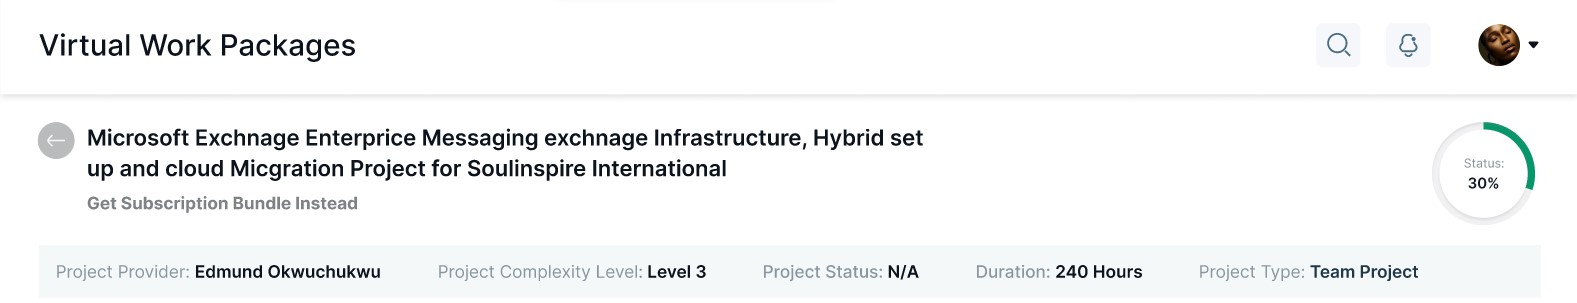 Virtual Work Packages
Microsoft Exchnage Enterprice Messaging exchnage Infrastructure, Hybrid set
up and cloud Micgration Project for Soulinspire International
Get Subscription Bundle Instead
Status:
30%
Project Provider: Edmund Okwuchukwu Project Complexity Level: Level 3 Project Status: N/A Duration: 240 Hours Project Type: Team Project